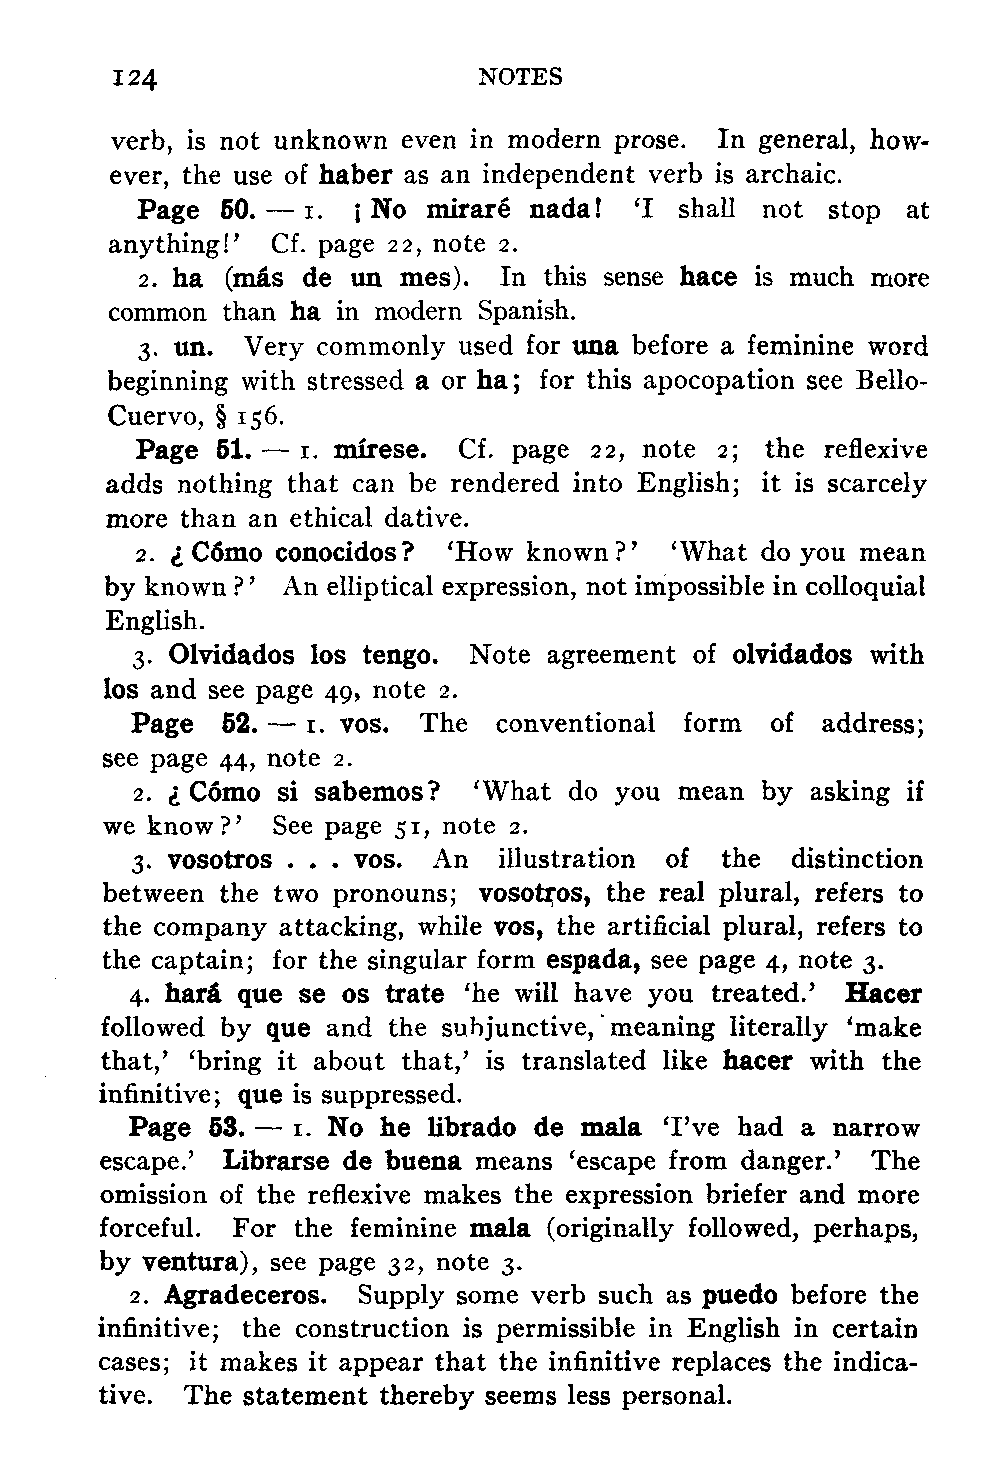 124 NOTES
verb, is not unknown even in modern prose. In general, how-
ever, the use of haber as an independent verb is archaic.
Page 50. — 1. ¡ No miraré nada! ‘I shall not stop at
anything!’ Cf. page 22, note 2.
2. ha (más de un mes). In this sense hace is much more
common than ha in modern Spanish.
3. un. Very commonly used for una before a feminine word
beginning with stressed a or ha; for this apocopation see Bello-
Cuervo, § 156.
Page 51. — 1. mírese. Cf. page 22, note 2; the reflexive
adds nothing that can be rendered into English; it is scarcely
more than an ethical dative.
2. ¿ Cómo conocidos? ‘How known?’ ‘What do you mean
by known?’ An elliptical expression, not impossible in colloquial
English.
3. Olvidados los tengo. Note agreement of olvidados with
los and see page 49, note 2.
Page 52. — 1. vos. The conventional form of address;
see page 44, note 2.
2. ¿ Cómo si sabemos? ‘What do you mean by asking if
we know?’ See page 51, note 2.
3. vosotros . . . vos. An illustration of the distinction
between the two pronouns; vosotros, the real plural, refers to
the company attacking, while vos, the artificial plural, refers to
the captain; for the singular form espada, see page 4, note 3.
4. hará que se os trate ‘he will have you treated.’ Hacer
followed by que and the subjunctive, meaning literally ‘make
that,’ ‘bring it about that,’ is translated like hacer with the
infinitive; que is suppressed.
Page 53. — 1. No he librado de mala ‘I’ve had a narrow
escape.’ Librarse de buena means ‘escape from danger.’ The
omission of the reflexive makes the expression briefer and more
forceful. For the feminine mala (originally followed, perhaps,
by ventura), see page 32, note 3.
2. Agradeceros. Supply some verb such as puedo before the
infinitive; the construction is permissible in English in certain
cases; it makes it appear that the infinitive replaces the indica-
tive. The statement thereby seems less personal.